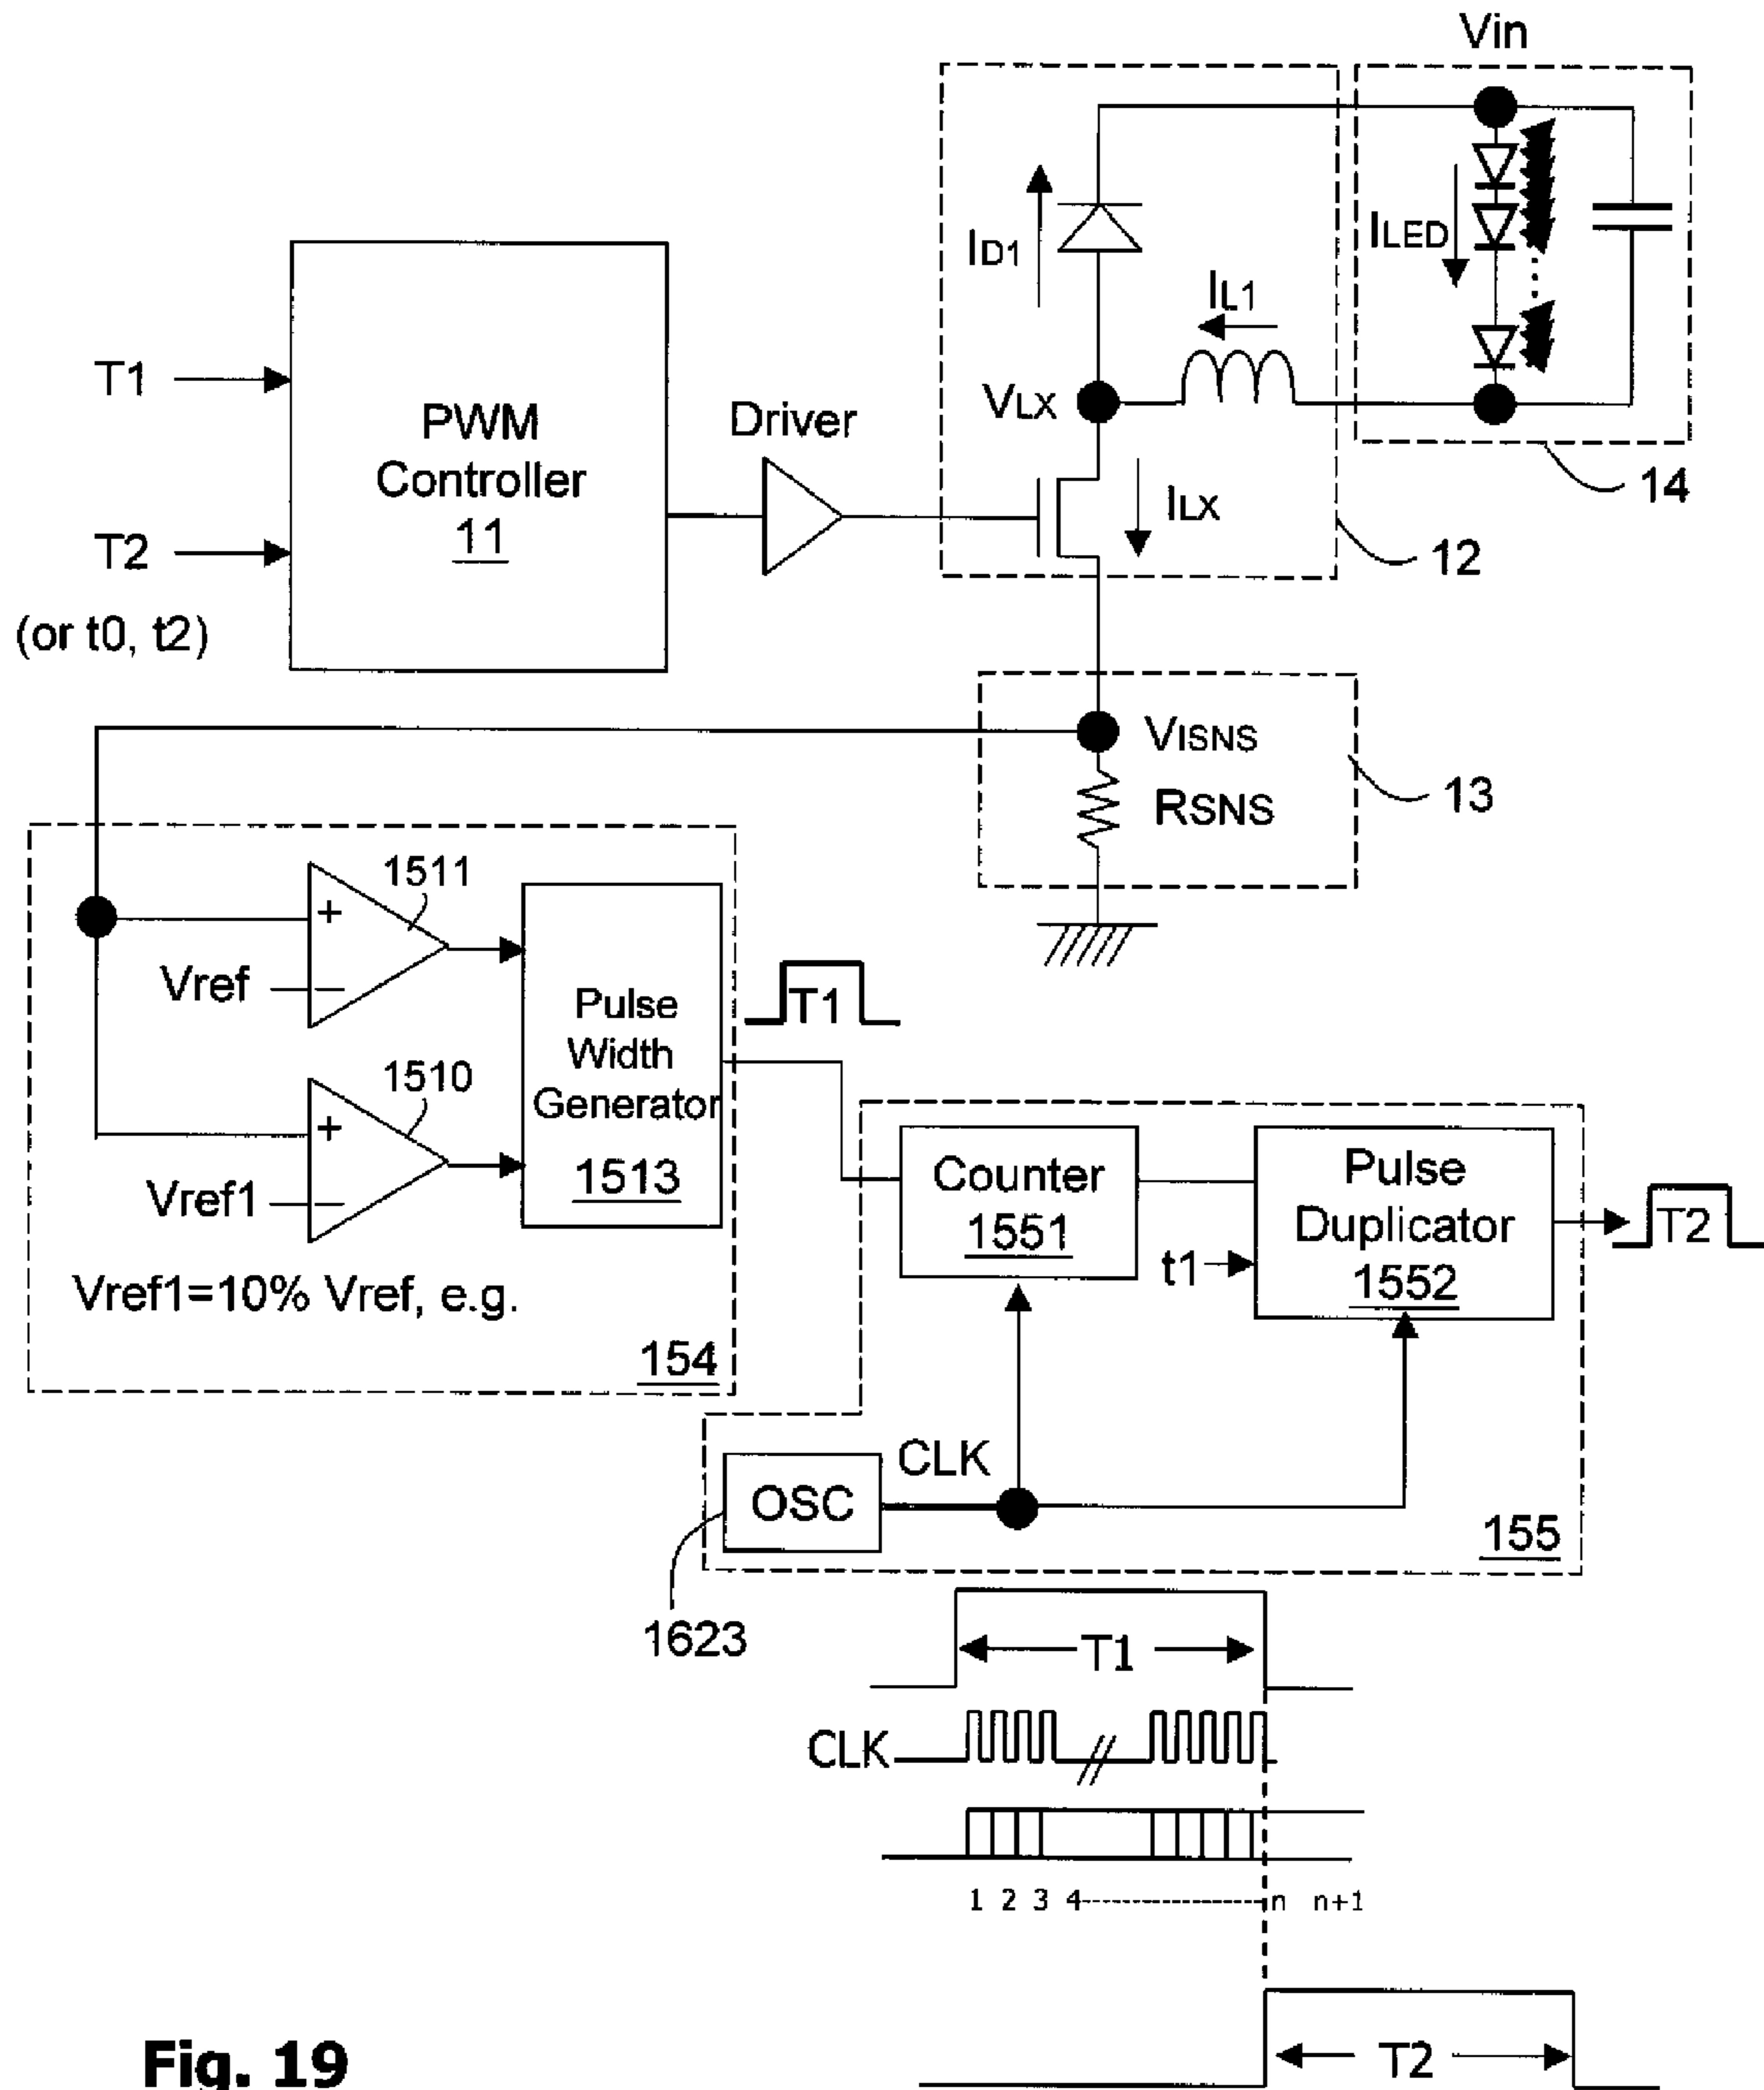 Vin
ID1
ILED
IL1
T1
VLX
PWM
Controller
11
Driver
ILX
14
12
T2
(or t0, t2)
VISNS
RSNS
13
1511
+
Vref
−
Pulse
Width
Generator
1513
T1
1510
+
Vref1
−
Vref1=10% Vref, e.g.
154
Counter
1551
Pulse
Duplicator
1552
t1
T2
CLK
OSC
155
1623
T1
CLK
1 2 3 4----------------------n n+1
T2
Fig. 19